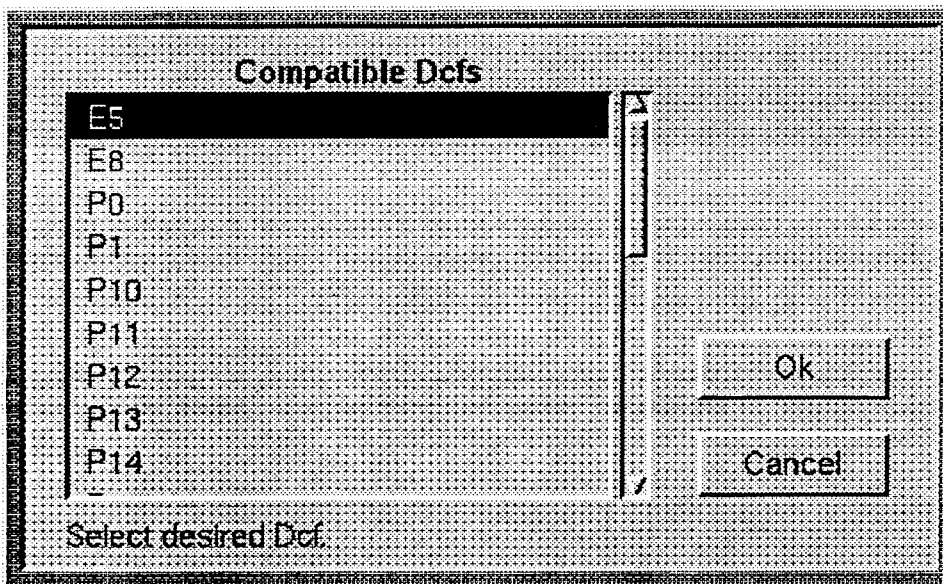 Compatible Dcfs
E5
E8
P0
P1
P10
P11
P12
P13
P14
Ok
Cancel
Select desired Dcf.